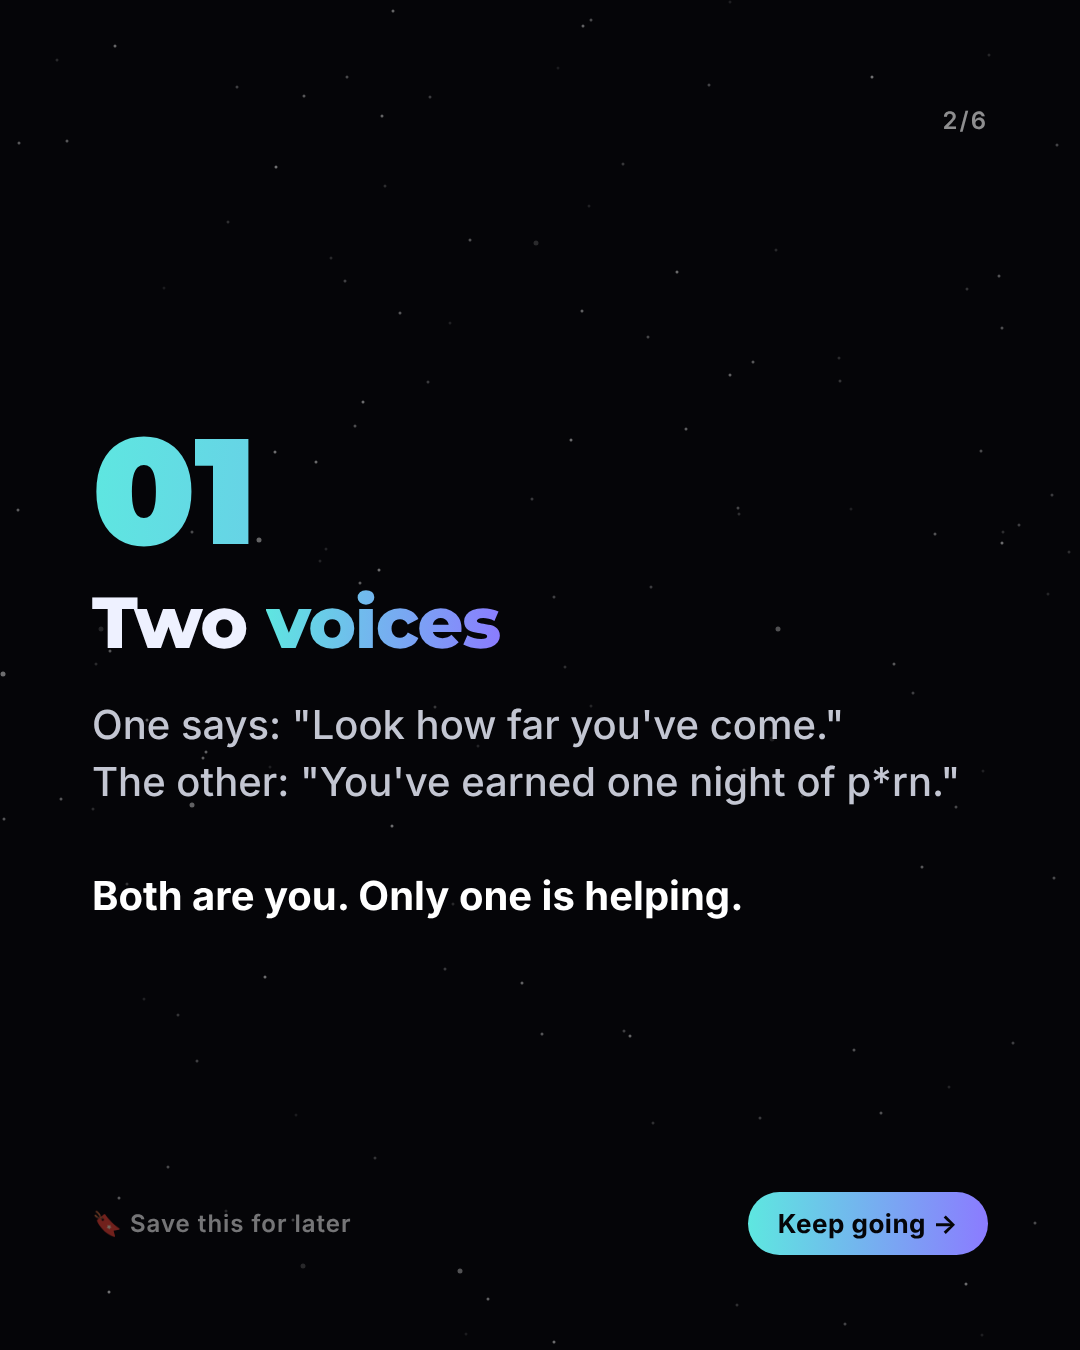 2/6
01
Two voices
One says: "Look how far you've come."
The other: "You've earned one night of p*rn."
Both are you. Only one is helping.
🔖 Save this for later
Keep going →